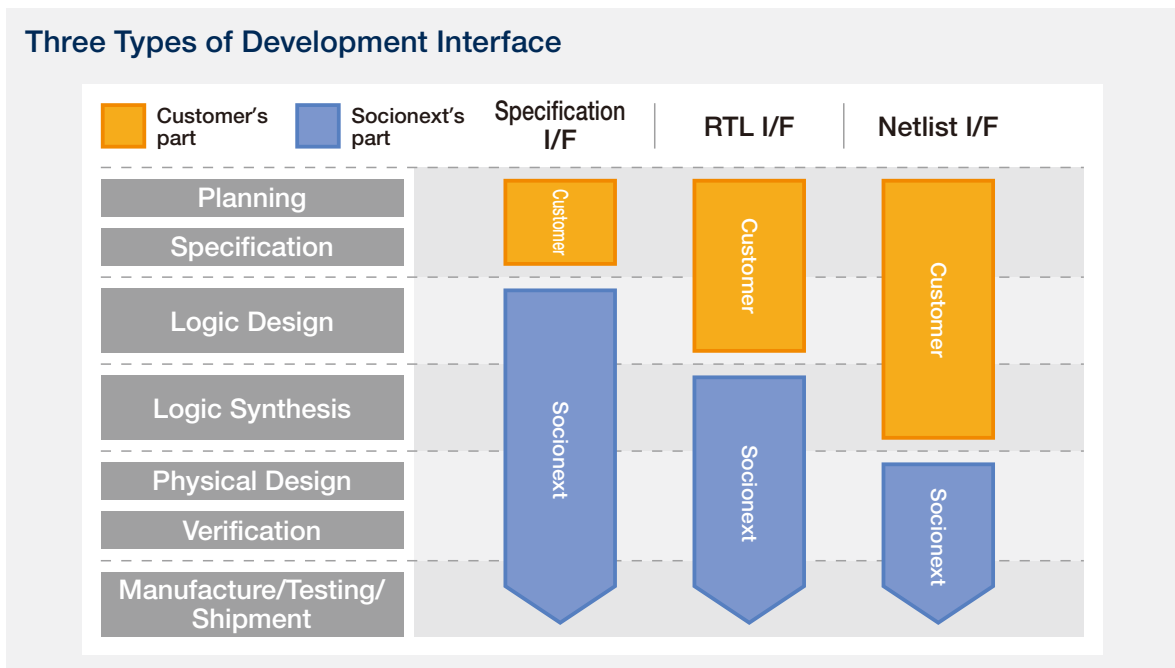 Three Types of Development Interface
Customer's
part
Socionext's
part
Specification
I/F
RTL I/F
Netlist I/F
Planning
Specification
Logic Design
Logic Synthesis
Physical Design
Verification
Manufacture/Testing/
Shipment
Customer
Socionext
Customer
Socionext
Customer
Socionext